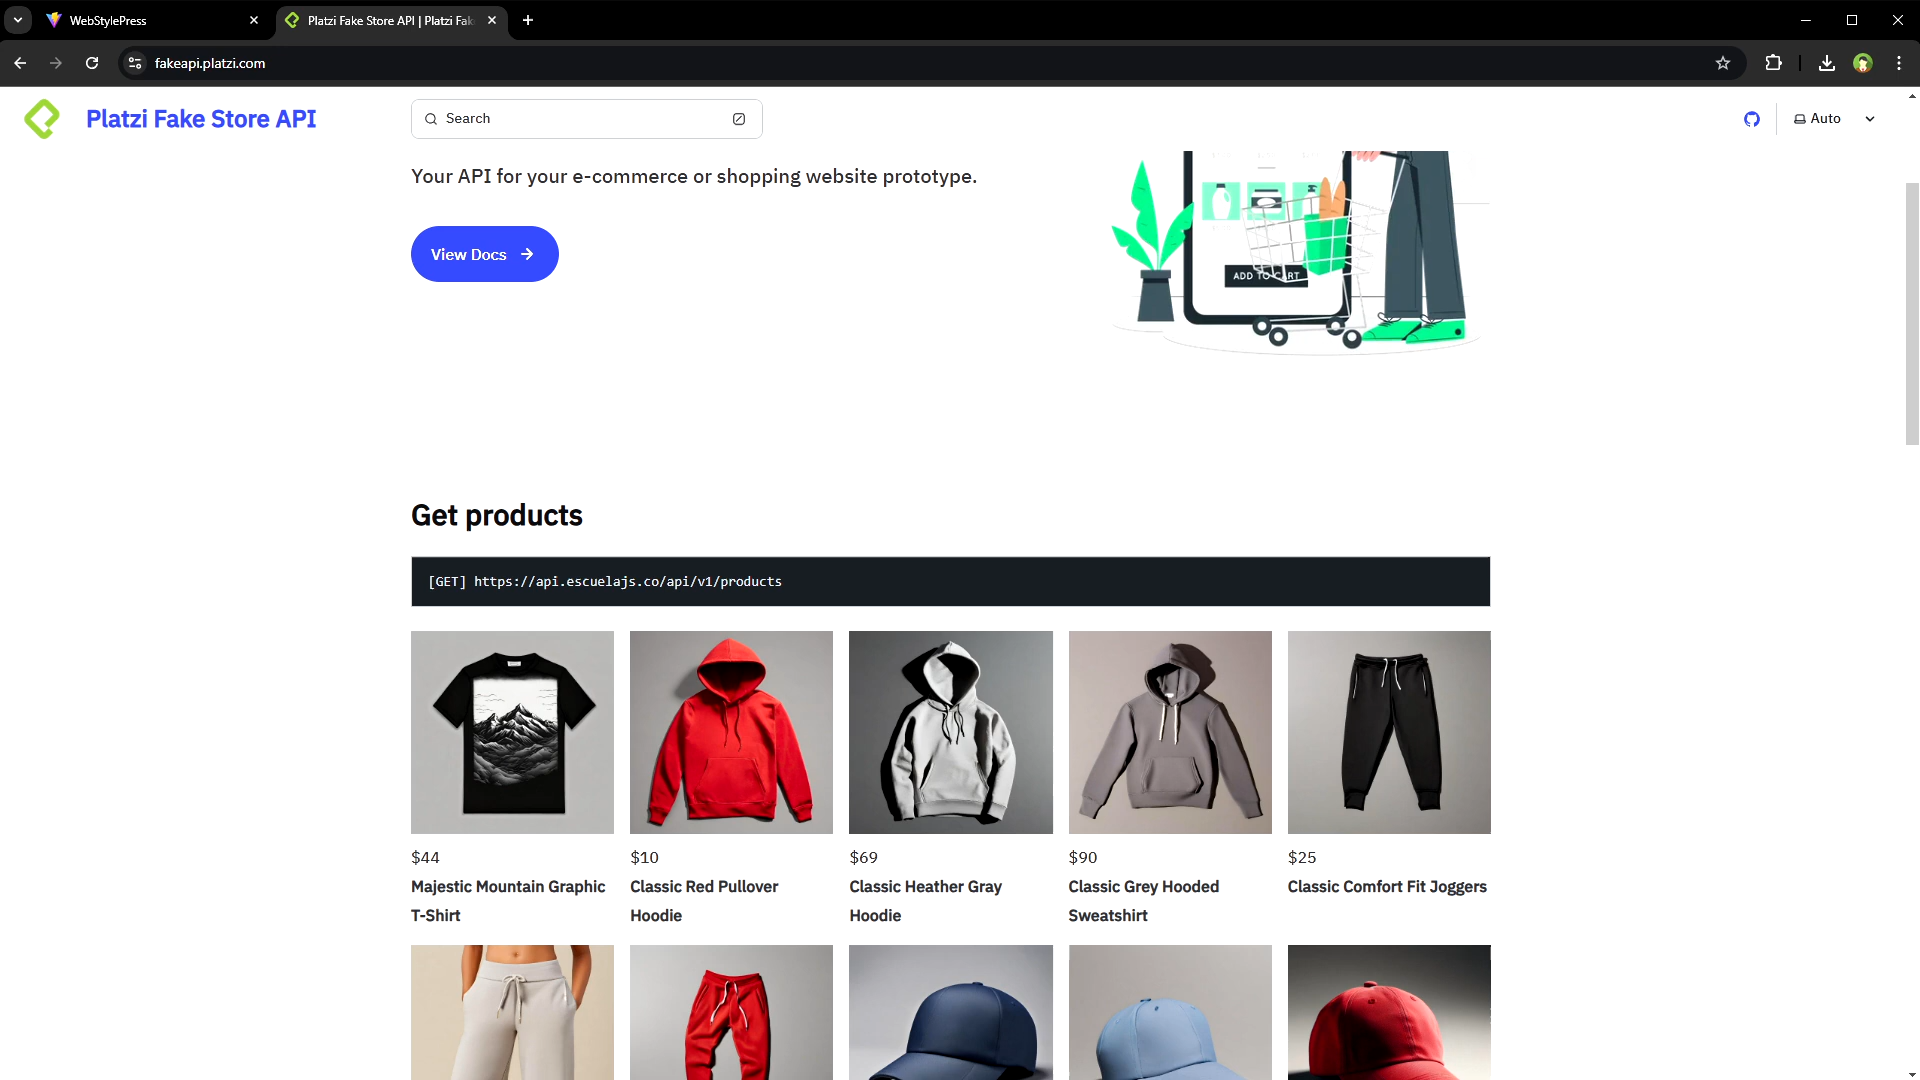 WebStylePress
Platzi Fake Store API | Platzi Fak
fakeapi.platzi.com
Platzi Fake Store API
Search
Auto
Your API for your e-commerce or shopping website prototype.
View Docs
ADD TO CART
Get products
[GET] https://api.escuelajs.co/api/v1/products
$44
Majestic Mountain Graphic
T-Shirt
$10
Classic Red Pullover
Hoodie
$69
Classic Heather Gray
Hoodie
$90
Classic Grey Hooded
Sweatshirt
$25
Classic Comfort Fit Joggers